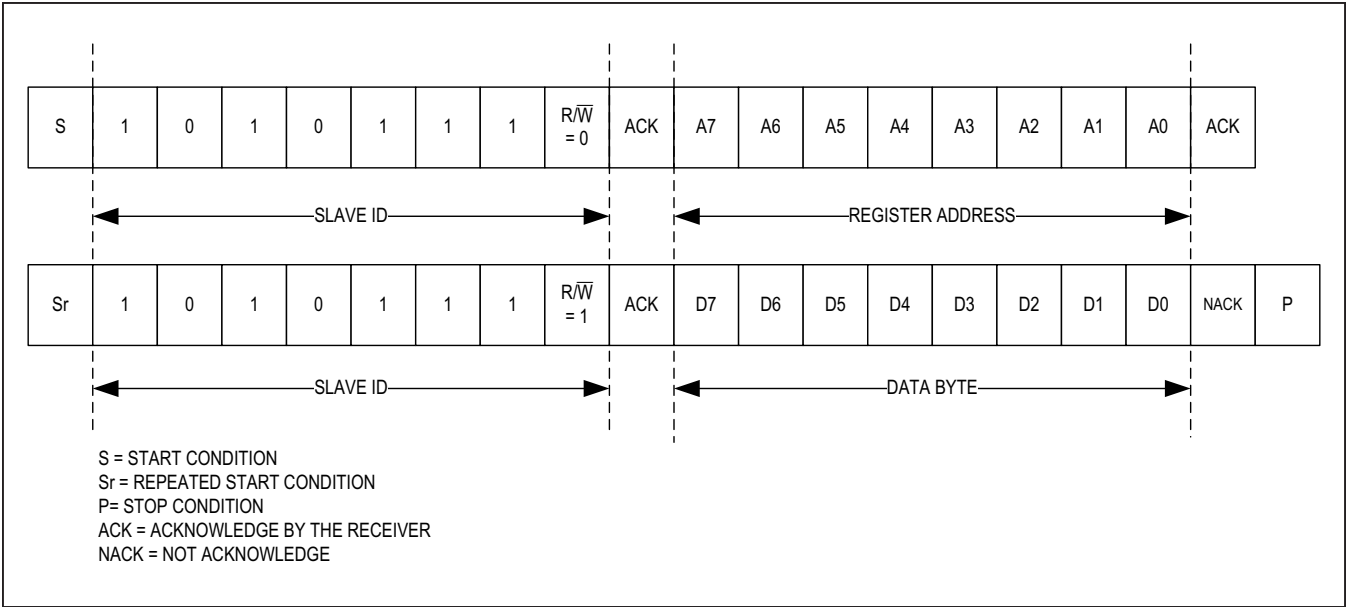 S 1 0 1 0 1 1 1 R/W̅ = 0 ACK A7 A6 A5 A4 A3 A2 A1 A0 ACK
SLAVE ID REGISTER ADDRESS
Sr 1 0 1 0 1 1 1 R/W̅ = 1 ACK D7 D6 D5 D4 D3 D2 D1 D0 NACK P
SLAVE ID DATA BYTE
S = START CONDITION
Sr = REPEATED START CONDITION
P= STOP CONDITION
ACK = ACKNOWLEDGE BY THE RECEIVER
NACK = NOT ACKNOWLEDGE